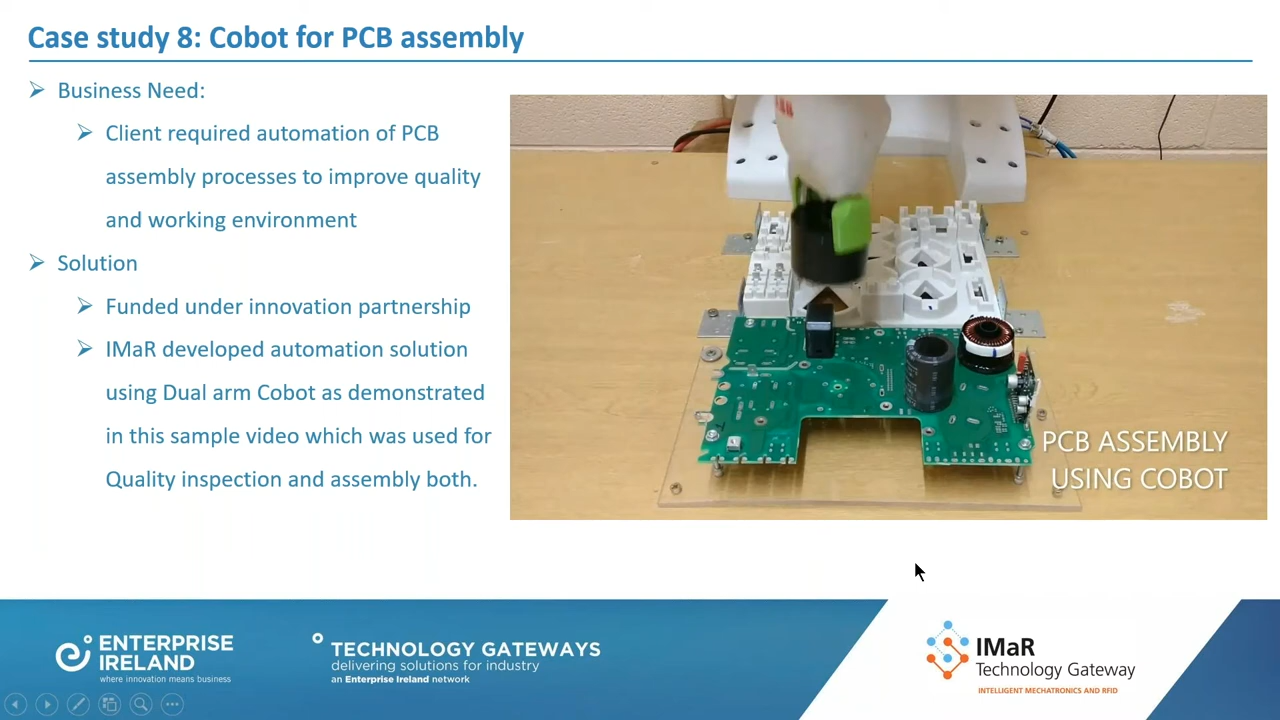 Case study 8: Cobot for PCB assembly
Business Need:
Client required automation of PCB
assembly processes to improve quality
and working environment
Solution
Funded under innovation partnership
IMaR developed automation solution
using Dual arm Cobot as demonstrated
in this sample video which was used for
Quality inspection and assembly both.
PCB ASSEMBLY
USING COBOT
ENTERPRISE
IRELAND
where innovation means business
TECHNOLOGY GATEWAYS
delivering solutions for industry
an Enterprise Ireland network
IMaR
Technology Gateway
INTELLIGENT MECHATRONICS AND RFID